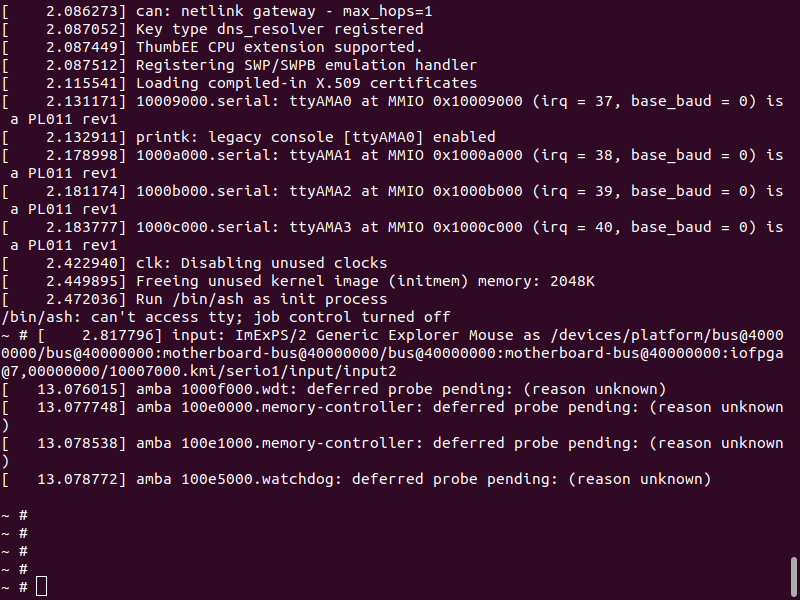 [    2.086273] can: netlink gateway - max_hops=1
[    2.087052] Key type dns_resolver registered
[    2.087449] ThumbEE CPU extension supported.
[    2.087512] Registering SWP/SWPB emulation handler
[    2.115541] Loading compiled-in X.509 certificates
[    2.131171] 10009000.serial: ttyAMA0 at MMIO 0x10009000 (irq = 37, base_baud = 0) is
 a PL011 rev1
[    2.132911] printk: legacy console [ttyAMA0] enabled
[    2.178998] 1000a000.serial: ttyAMA1 at MMIO 0x1000a000 (irq = 38, base_baud = 0) is
 a PL011 rev1
[    2.181174] 1000b000.serial: ttyAMA2 at MMIO 0x1000b000 (irq = 39, base_baud = 0) is
 a PL011 rev1
[    2.183777] 1000c000.serial: ttyAMA3 at MMIO 0x1000c000 (irq = 40, base_baud = 0) is
 a PL011 rev1
[    2.422940] clk: Disabling unused clocks
[    2.449895] Freeing unused kernel image (initmem) memory: 2048K
[    2.472036] Run /bin/ash as init process
/bin/ash: can't access tty; job control turned off
~ # [    2.817796] input: ImExPS/2 Generic Explorer Mouse as /devices/platform/bus@4000
0000/bus@40000000:motherboard-bus@40000000/bus@40000000:motherboard-bus@40000000:iofpga
@7,00000000/10007000.kmi/serio1/input/input2
[   13.076015] amba 1000f000.wdt: deferred probe pending: (reason unknown)
[   13.077748] amba 100e0000.memory-controller: deferred probe pending: (reason unknown
)
[   13.078538] amba 100e1000.memory-controller: deferred probe pending: (reason unknown
)
[   13.078772] amba 100e5000.watchdog: deferred probe pending: (reason unknown)

~ #
~ #
~ #
~ #
~ #